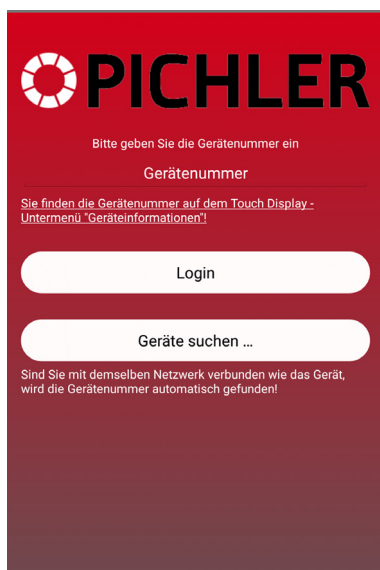 PICHLER
Bitte geben Sie die Gerätenummer ein
Gerätenummer
Sie finden die Gerätenummer auf dem Touch Display -
Untermenü "Geräteinformationen"!
Login
Geräte suchen ...
Sind Sie mit demselben Netzwerk verbunden wie das Gerät,
wird die Gerätenummer automatisch gefunden!